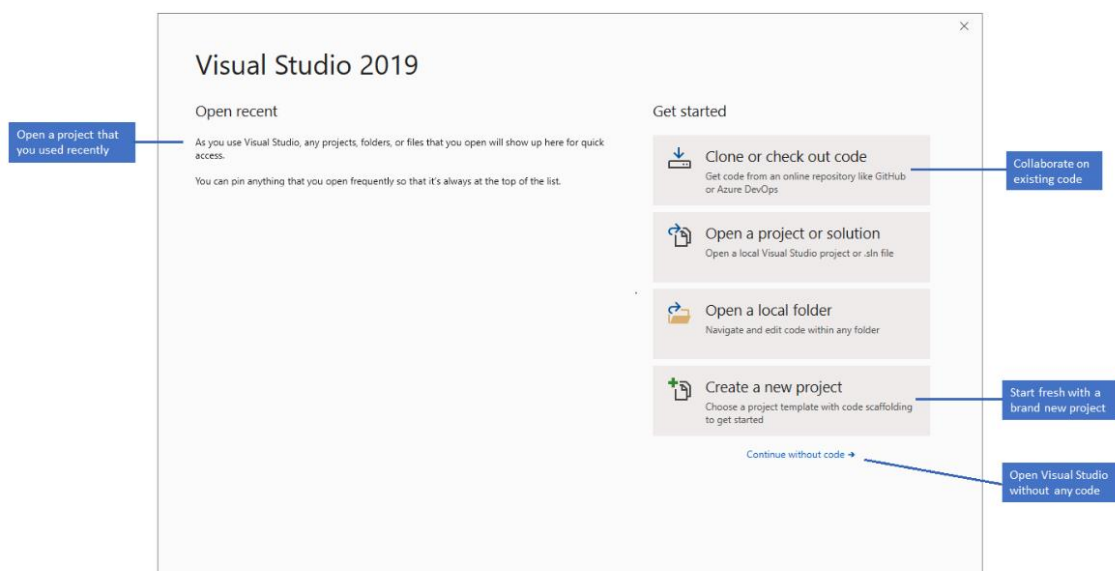 Visual Studio 2019
Open recent
Open a project that
you used recently
As you use Visual Studio, any projects, folders, or files that you open will show up here for quick
access.
You can pin anything that you open frequently so that it's always at the top of the list.
Get started
Clone or check out code
Get code from an online repository like GitHub
or Azure DevOps
Collaborate on
existing code
Open a project or solution
Open a local Visual Studio project or .sln file
Open a local folder
Navigate and edit code within any folder
Create a new project
Choose a project template with code scaffolding
to get started
Start fresh with a
brand new project
Continue without code →
Open Visual Studio
without any code